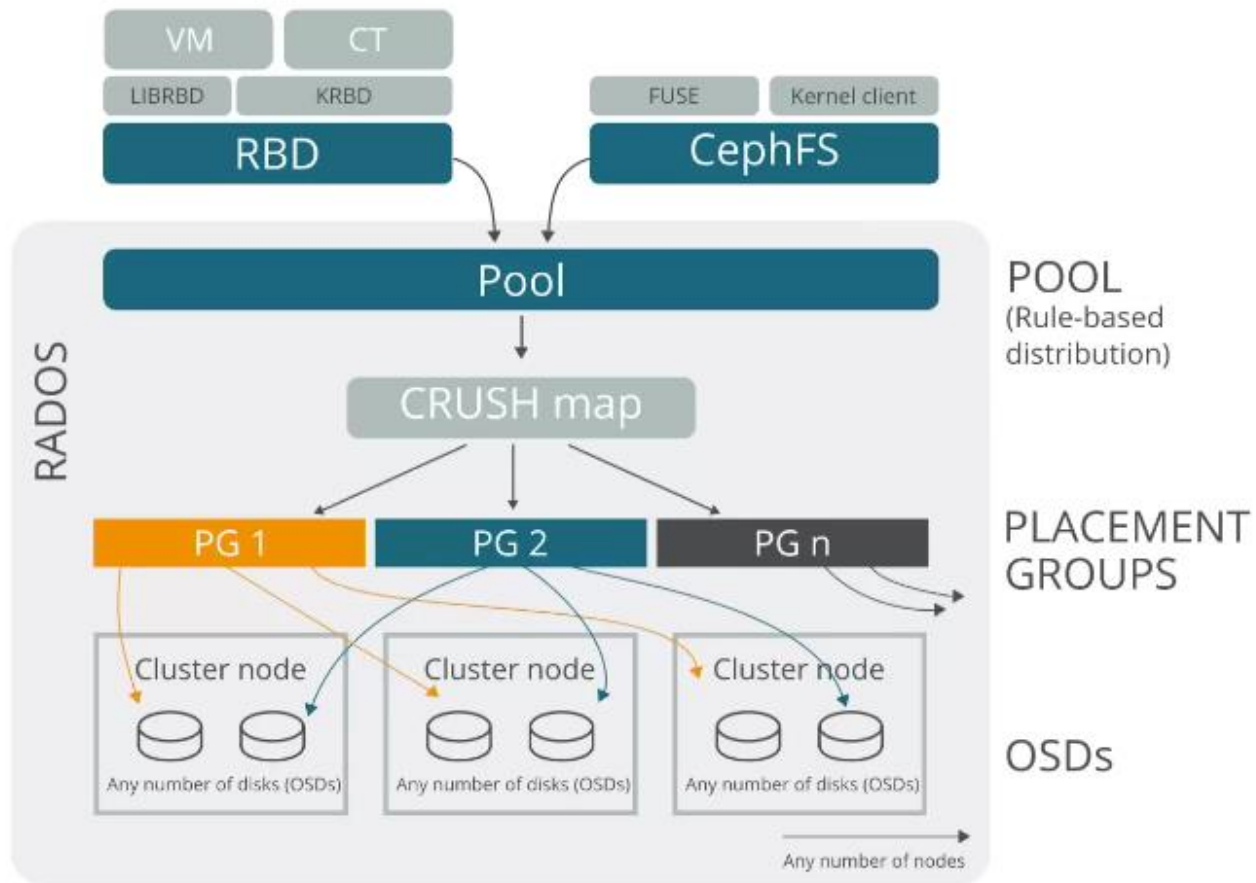 VM
CT
LIBRBD
KRBD
FUSE
Kernel client
RBD
CephFS
Pool
POOL
(Rule-based
distribution)
RADOS
CRUSH map
PG 1
PG 2
PG n
PLACEMENT
GROUPS
Cluster node
Cluster node
Cluster node
Any number of disks (OSDs)
Any number of disks (OSDs)
Any number of disks (OSDs)
OSDs
Any number of nodes